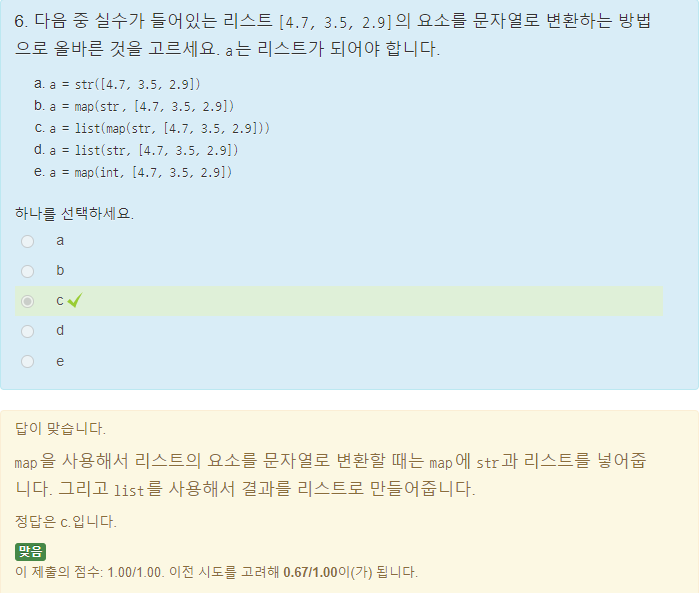 6. 다음 중 실수가 들어있는 리스트 [4.7, 3.5, 2.9]의 요소를 문자열로 변환하는 방법
으로 올바른 것을 고르세요. a는 리스트가 되어야 합니다.
a. a = str([4.7, 3.5, 2.9])
b. a = map(str, [4.7, 3.5, 2.9])
c. a = list(map(str, [4.7, 3.5, 2.9]))
d. a = list(str, [4.7, 3.5, 2.9])
e. a = map(int, [4.7, 3.5, 2.9])
하나를 선택하세요.
a
b
c
d
e
답이 맞습니다.
map을 사용해서 리스트의 요소를 문자열로 변환할 때는 map에 str과 리스트를 넣어줍
니다. 그리고 list를 사용해서 결과를 리스트로 만들어줍니다.
정답은 c.입니다.
맞음
이 제출의 점수: 1.00/1.00. 이전 시도를 고려해 0.67/1.00이(가) 됩니다.